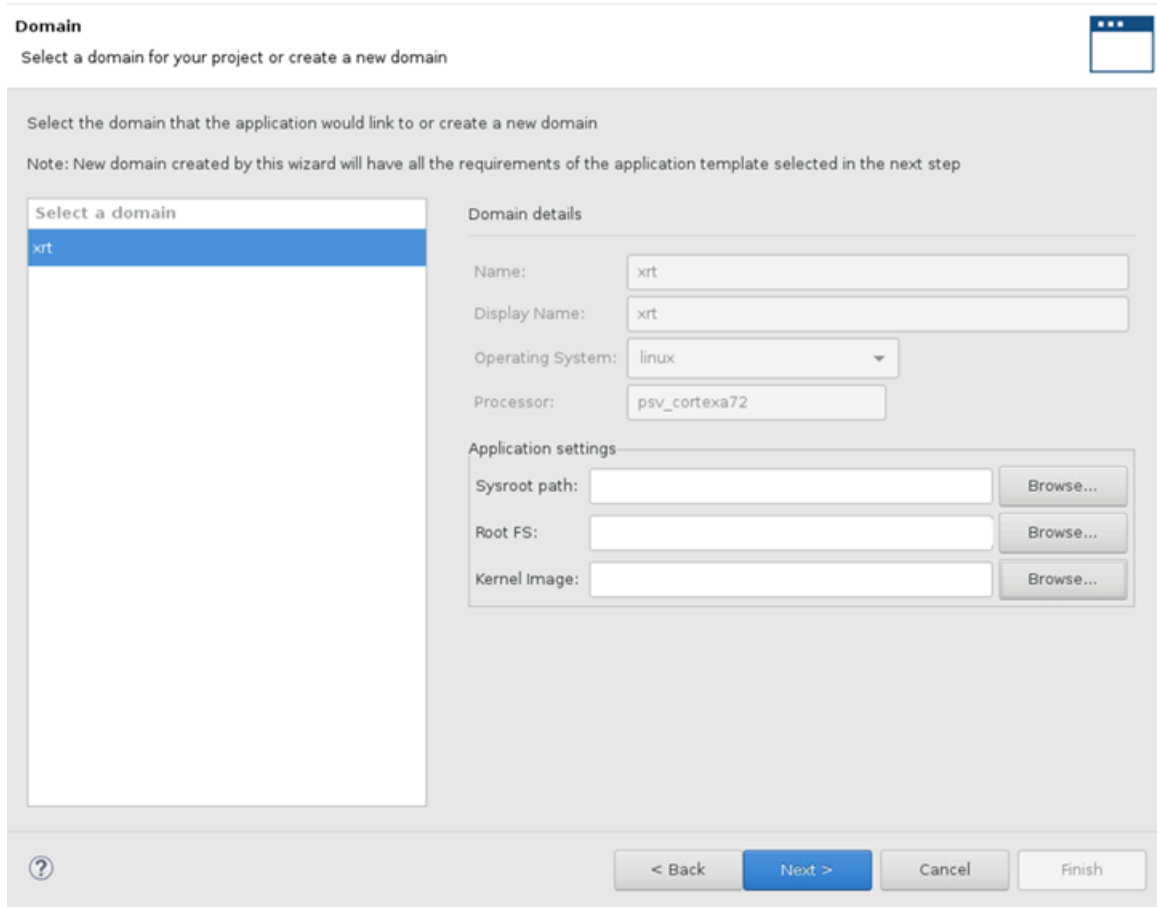 Domain
Select a domain for your project or create a new domain
Select the domain that the application would link to or create a new domain
Note: New domain created by this wizard will have all the requirements of the application template selected in the next step
Select a domain
xrt
Domain details
Name: xrt
Display Name: xrt
Operating System: linux
Processor: psv_cortexa72
Application settings
Sysroot path: Browse...
Root FS: Browse...
Kernel Image: Browse...
? < Back Next > Cancel Finish